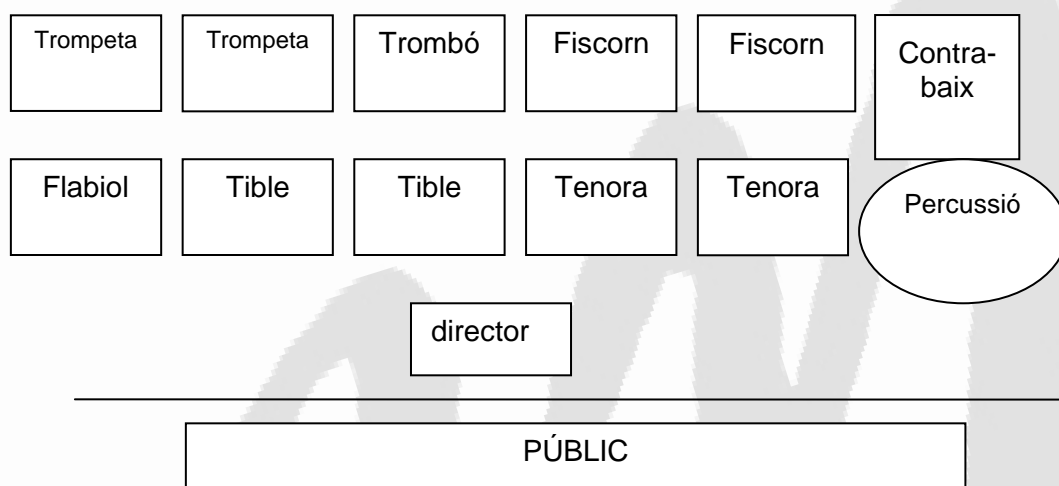 Trompeta
Trompeta
Trombó
Fiscorn
Fiscorn
Contra-
baix
Flabiol
Tible
Tible
Tenora
Tenora
Percussió
director
PÚBLIC